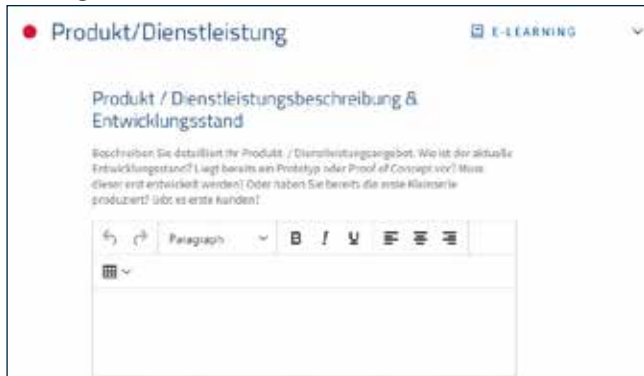 Produkt/Dienstleistung
E-LEARNING
Produkt / Dienstleistungsbeschreibung &
Entwicklungsstand
Beschreiben Sie detailliert Ihr Produkt / Dienstleistungsangebot. Wie ist der aktuelle
Entwicklungsstand? Liegt bereits ein Prototyp oder Proof of Concept vor? Muss
dieser erst entwickelt werden? Oder haben Sie bereits die erste Kleinserie
produziert? Gibt es erste Kunden?
Paragraph B I U